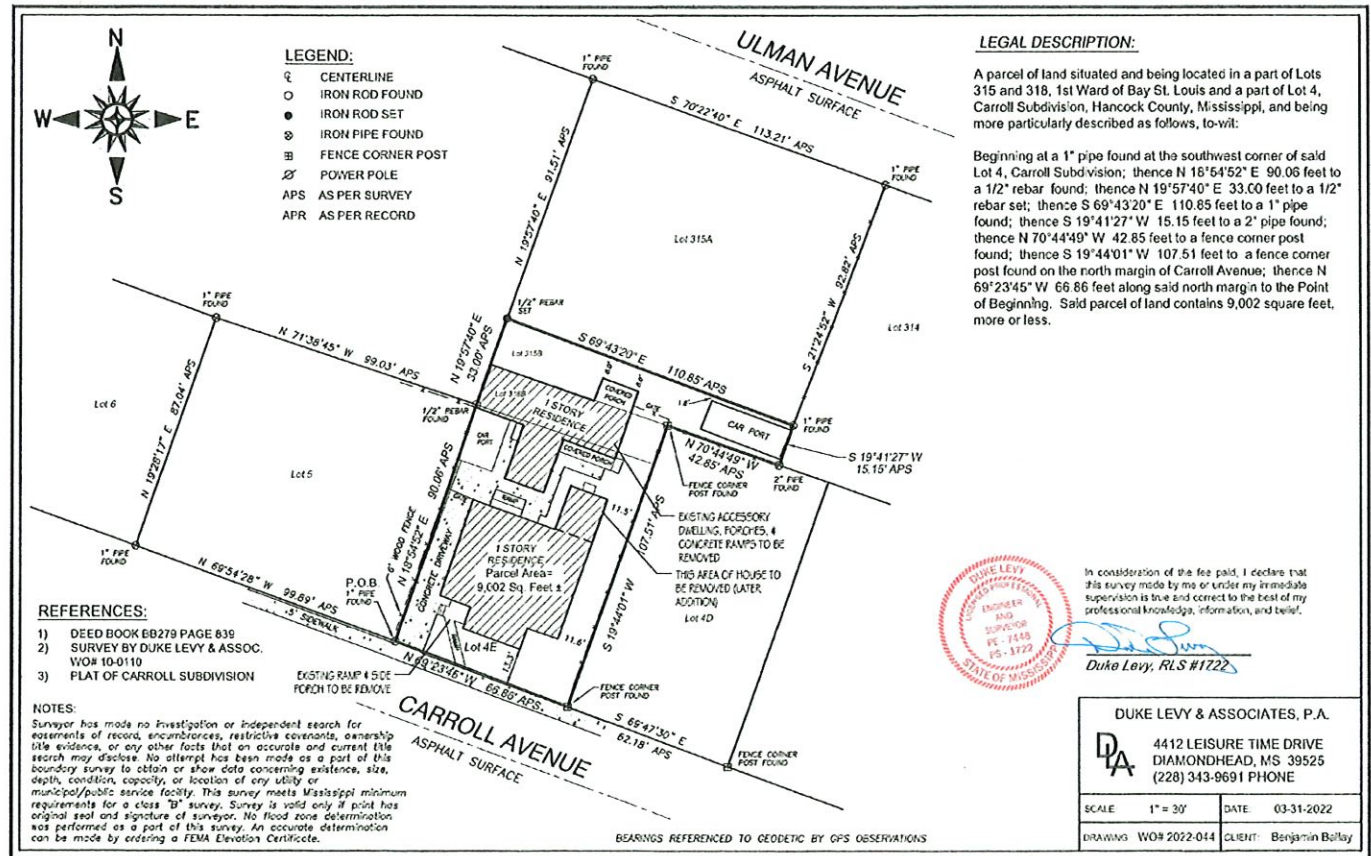 N
W
E
S
LEGEND:
℄ CENTERLINE
IRON ROD FOUND
IRON ROD SET
IRON PIPE FOUND
FENCE CORNER POST
POWER POLE
APS AS PER SURVEY
APR AS PER RECORD
ULMAN AVENUE
ASPHALT SURFACE
1" PIPE
FOUND
S 70°22'40" E 113.21' APS
1" PIPE
FOUND
N 19°57'40" E 91.51' APS
Lot 315A
S 21°24'52" W 92.82' APS
Lot 314
1" PIPE
FOUND
N 71°38'45" W 99.03' APS
1/2" REBAR
SET
N 19°57'40" E
33.00' APS
S 69°43'20" E 110.85' APS
Lot 315B
Lot 318B
1 STORY
RESIDENCE
COVERED
PORCH
GATE
CAR PORT
1" PIPE
FOUND
S 19°41'27" W
15.15' APS
N 70°44'49" W
42.85' APS
2" PIPE
FOUND
Lot 6
N 19°28'17" E 87.04' APS
1/2" REBAR
FOUND
CAR
PORT
COVERED PORCH
FENCE CORNER
POST FOUND
Lot 5
90.06' APS
N 18°54'52" E
6' WOOD FENCE
GATE
RAMP
11.5'
107.51' APS
S 19°44'01" W
EXISTING ACCESSORY
DWELLING, PORCHES, &
CONCRETE RAMPS TO BE
REMOVED
THIS AREA OF HOUSE TO
BE REMOVED (LATER
ADDITION)
Lot 4D
1 STORY
RESIDENCE
Parcel Area=
9,002 Sq. Feet ±
CONCRETE DRIVEWAY
1" PIPE
FOUND
N 69°54'28" W
99.89' APS
5' SIDEWALK
P.O.B.
1" PIPE
FOUND
11.6'
13.3'
Lot 4E
EXISTING RAMP & SIDE
PORCH TO BE REMOVE
N 69°23'45" W 66.86' APS
FENCE CORNER
POST FOUND
S 69°47'30" E
62.18' APS
FENCE CORNER
POST FOUND
CARROLL AVENUE
ASPHALT SURFACE
REFERENCES:
1) DEED BOOK BB279 PAGE 839
2) SURVEY BY DUKE LEVY & ASSOC.
WO# 10-0110
3) PLAT OF CARROLL SUBDIVISION
NOTES:
Surveyor has made no investigation or independent search for
easements of record, encumbrances, restrictive covenants, ownership
title evidence, or any other facts that an accurate and current title
search may disclose. No attempt has been made as a part of this
boundary survey to obtain or show data concerning existence, size,
depth, condition, capacity, or location of any utility or
municipal/public service facility. This survey meets Mississippi minimum
requirements for a class "B" survey. Survey is valid only if print has
original seal and signature of surveyor. No flood zone determination
was performed as a part of this survey. An accurate determination
can be made by ordering a FEMA Elevation Certificate.
BEARINGS REFERENCED TO GEODETIC BY GPS OBSERVATIONS
LEGAL DESCRIPTION:
A parcel of land situated and being located in a part of Lots
315 and 318, 1st Ward of Bay St. Louis and a part of Lot 4,
Carroll Subdivision, Hancock County, Mississippi, and being
more particularly described as follows, to-wit:
Beginning at a 1" pipe found at the southwest corner of said
Lot 4, Carroll Subdivision; thence N 18°54'52" E 90.06 feet to
a 1/2" rebar found; thence N 19°57'40" E 33.00 feet to a 1/2"
rebar set; thence S 69°43'20" E 110.85 feet to a 1" pipe
found; thence S 19°41'27" W 15.15 feet to a 2" pipe found;
thence N 70°44'49" W 42.85 feet to a fence corner post
found; thence S 19°44'01" W 107.51 feet to a fence corner
post found on the north margin of Carroll Avenue; thence N
69°23'45" W 66.86 feet along said north margin to the Point
of Beginning. Said parcel of land contains 9,002 square feet,
more or less.
DUKE LEVY
LICENSED PROFESSIONAL
ENGINEER
AND
SURVEYOR
PE - 7448
PS - 1722
STATE OF MISSISSIPPI
In consideration of the fee paid, I declare that
this survey made by me or under my immediate
supervision is true and correct to the best of my
professional knowledge, information, and belief.
Duke Levy, RLS #1722
DUKE LEVY & ASSOCIATES, P.A.
DLA
4412 LEISURE TIME DRIVE
DIAMONDHEAD, MS 39525
(228) 343-9691 PHONE
SCALE 1" = 30' DATE: 03-31-2022
DRAWING WO# 2022-044 CLIENT: Benjamin Ballay